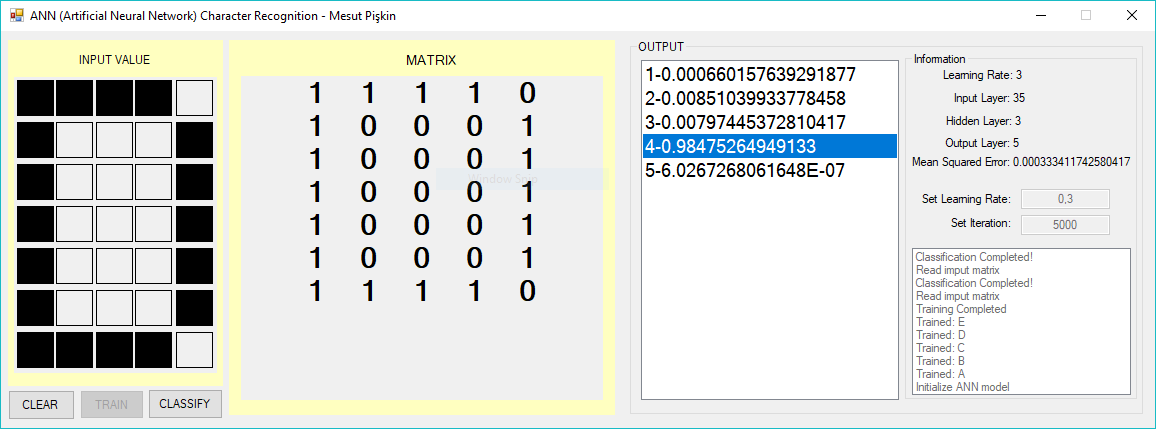 ANN (Artificial Neural Network) Character Recognition - Mesut Pişkin
INPUT VALUE
CLEAR
TRAIN
CLASSIFY
MATRIX
1 1 1 1 0
1 0 0 0 1
1 0 0 0 1
1 0 0 0 1
1 0 0 0 1
1 0 0 0 1
1 1 1 1 0
Window Snip
OUTPUT
1-0.000660157639291877
2-0.00851039933778458
3-0.00797445372810417
4-0.98475264949133
5-6.0267268061648E-07
Infomation
Learning Rate: 3
Input Layer: 35
Hidden Layer: 3
Output Layer: 5
Mean Squared Error: 0.000333411742580417
Set Learning Rate: 0,3
Set Iteration: 5000
Classification Completed!
Read imput matrix
Classification Completed!
Read imput matrix
Training Completed
Trained: E
Trained: D
Trained: C
Trained: B
Trained: A
Initialize ANN model